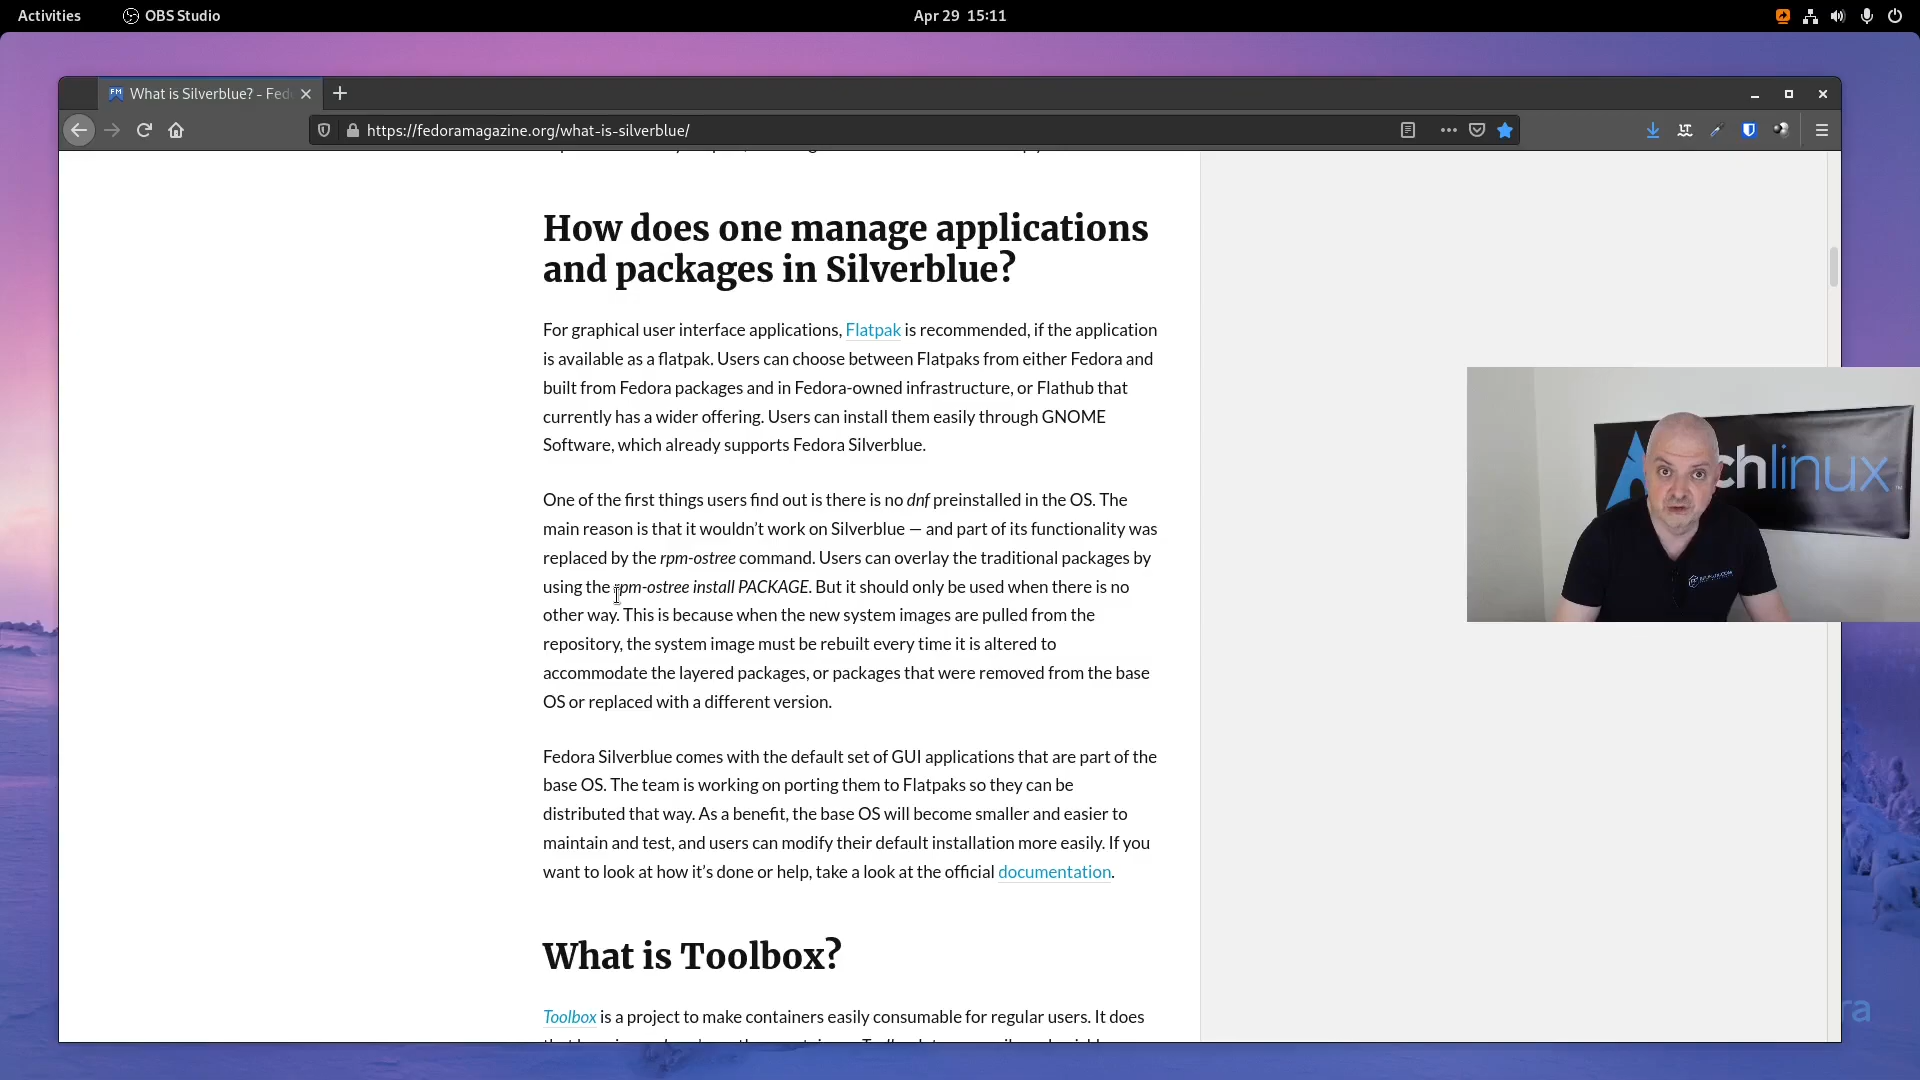 Activities
OBS Studio
Apr 29 15:11
What is Silverblue? - Fed
https://fedoramagazine.org/what-is-silverblue/
How does one manage applications
and packages in Silverblue?
For graphical user interface applications, Flatpak is recommended, if the application
is available as a flatpak. Users can choose between Flatpaks from either Fedora and
built from Fedora packages and in Fedora-owned infrastructure, or Flathub that
currently has a wider offering. Users can install them easily through GNOME
Software, which already supports Fedora Silverblue.
One of the first things users find out is there is no dnf preinstalled in the OS. The
main reason is that it wouldn’t work on Silverblue — and part of its functionality was
replaced by the rpm-ostree command. Users can overlay the traditional packages by
using the rpm-ostree install PACKAGE. But it should only be used when there is no
other way. This is because when the new system images are pulled from the
repository, the system image must be rebuilt every time it is altered to
accommodate the layered packages, or packages that were removed from the base
OS or replaced with a different version.
Fedora Silverblue comes with the default set of GUI applications that are part of the
base OS. The team is working on porting them to Flatpaks so they can be
distributed that way. As a benefit, the base OS will become smaller and easier to
maintain and test, and users can modify their default installation more easily. If you
want to look at how it’s done or help, take a look at the official documentation.
What is Toolbox?
Toolbox is a project to make containers easily consumable for regular users. It does
chlinux
ra